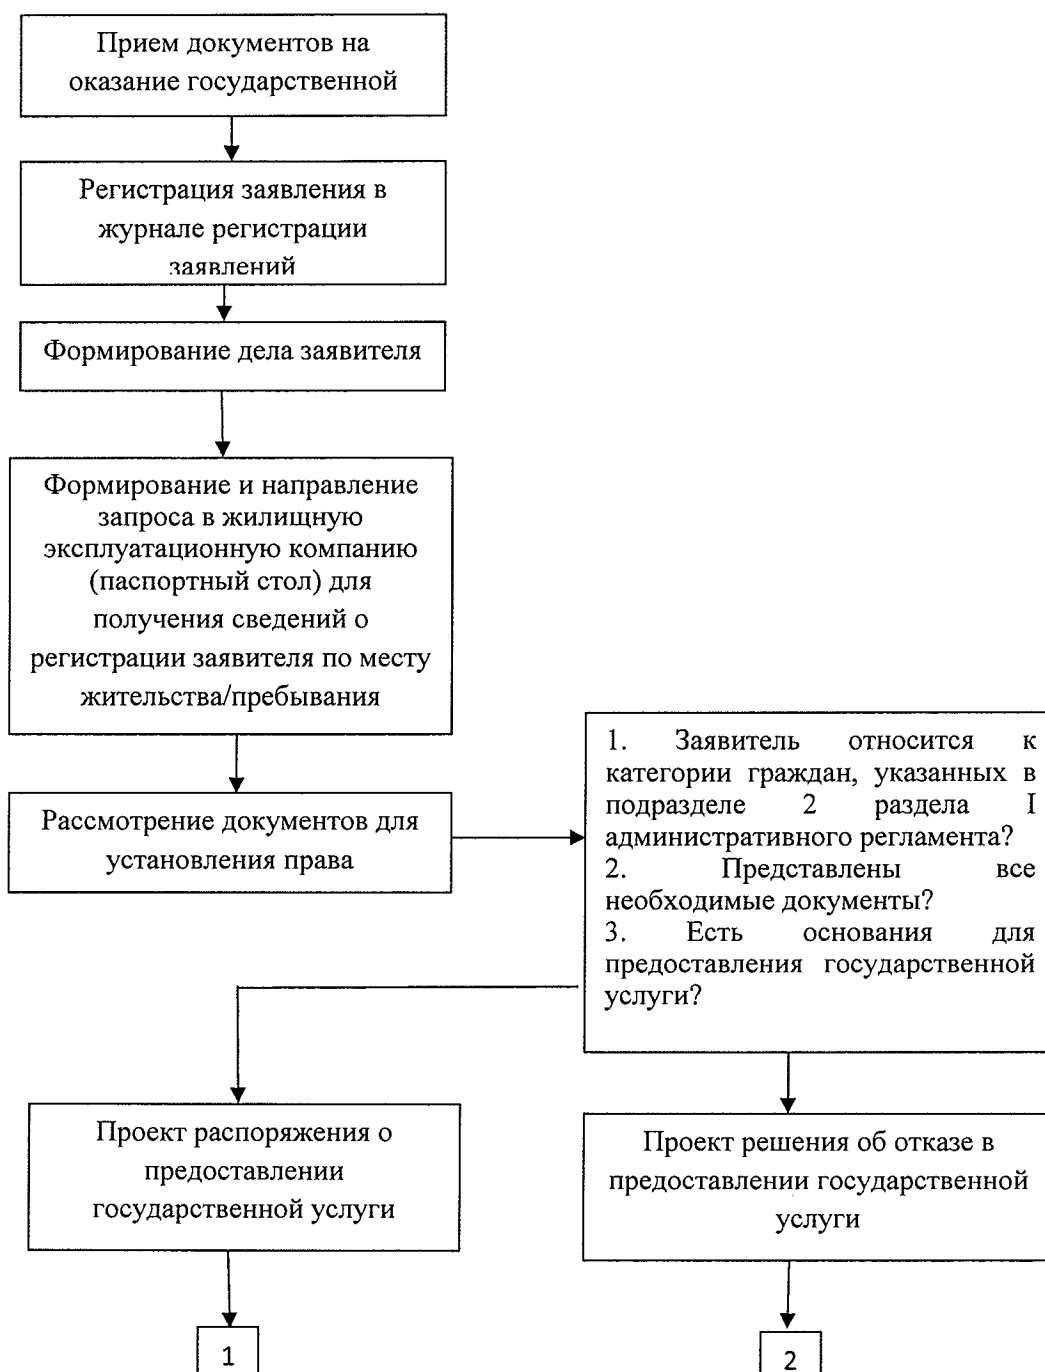 Прием документов на
оказание государственной
Регистрация заявления в
журнале регистрации
заявлений
Формирование дела заявителя
Формирование и направление
запроса в жилищную
эксплуатационную компанию
(паспортный стол) для
получения сведений о
регистрации заявителя по месту
жительства/пребывания
Рассмотрение документов для
установления права
1. Заявитель относится к
категории граждан, указанных в
подразделе 2 раздела I
административного регламента?
2. Представлены все
необходимые документы?
3. Есть основания для
предоставления государственной
услуги?
Проект распоряжения о
предоставлении
государственной услуги
Проект решения об отказе в
предоставлении государственной
услуги
1
2